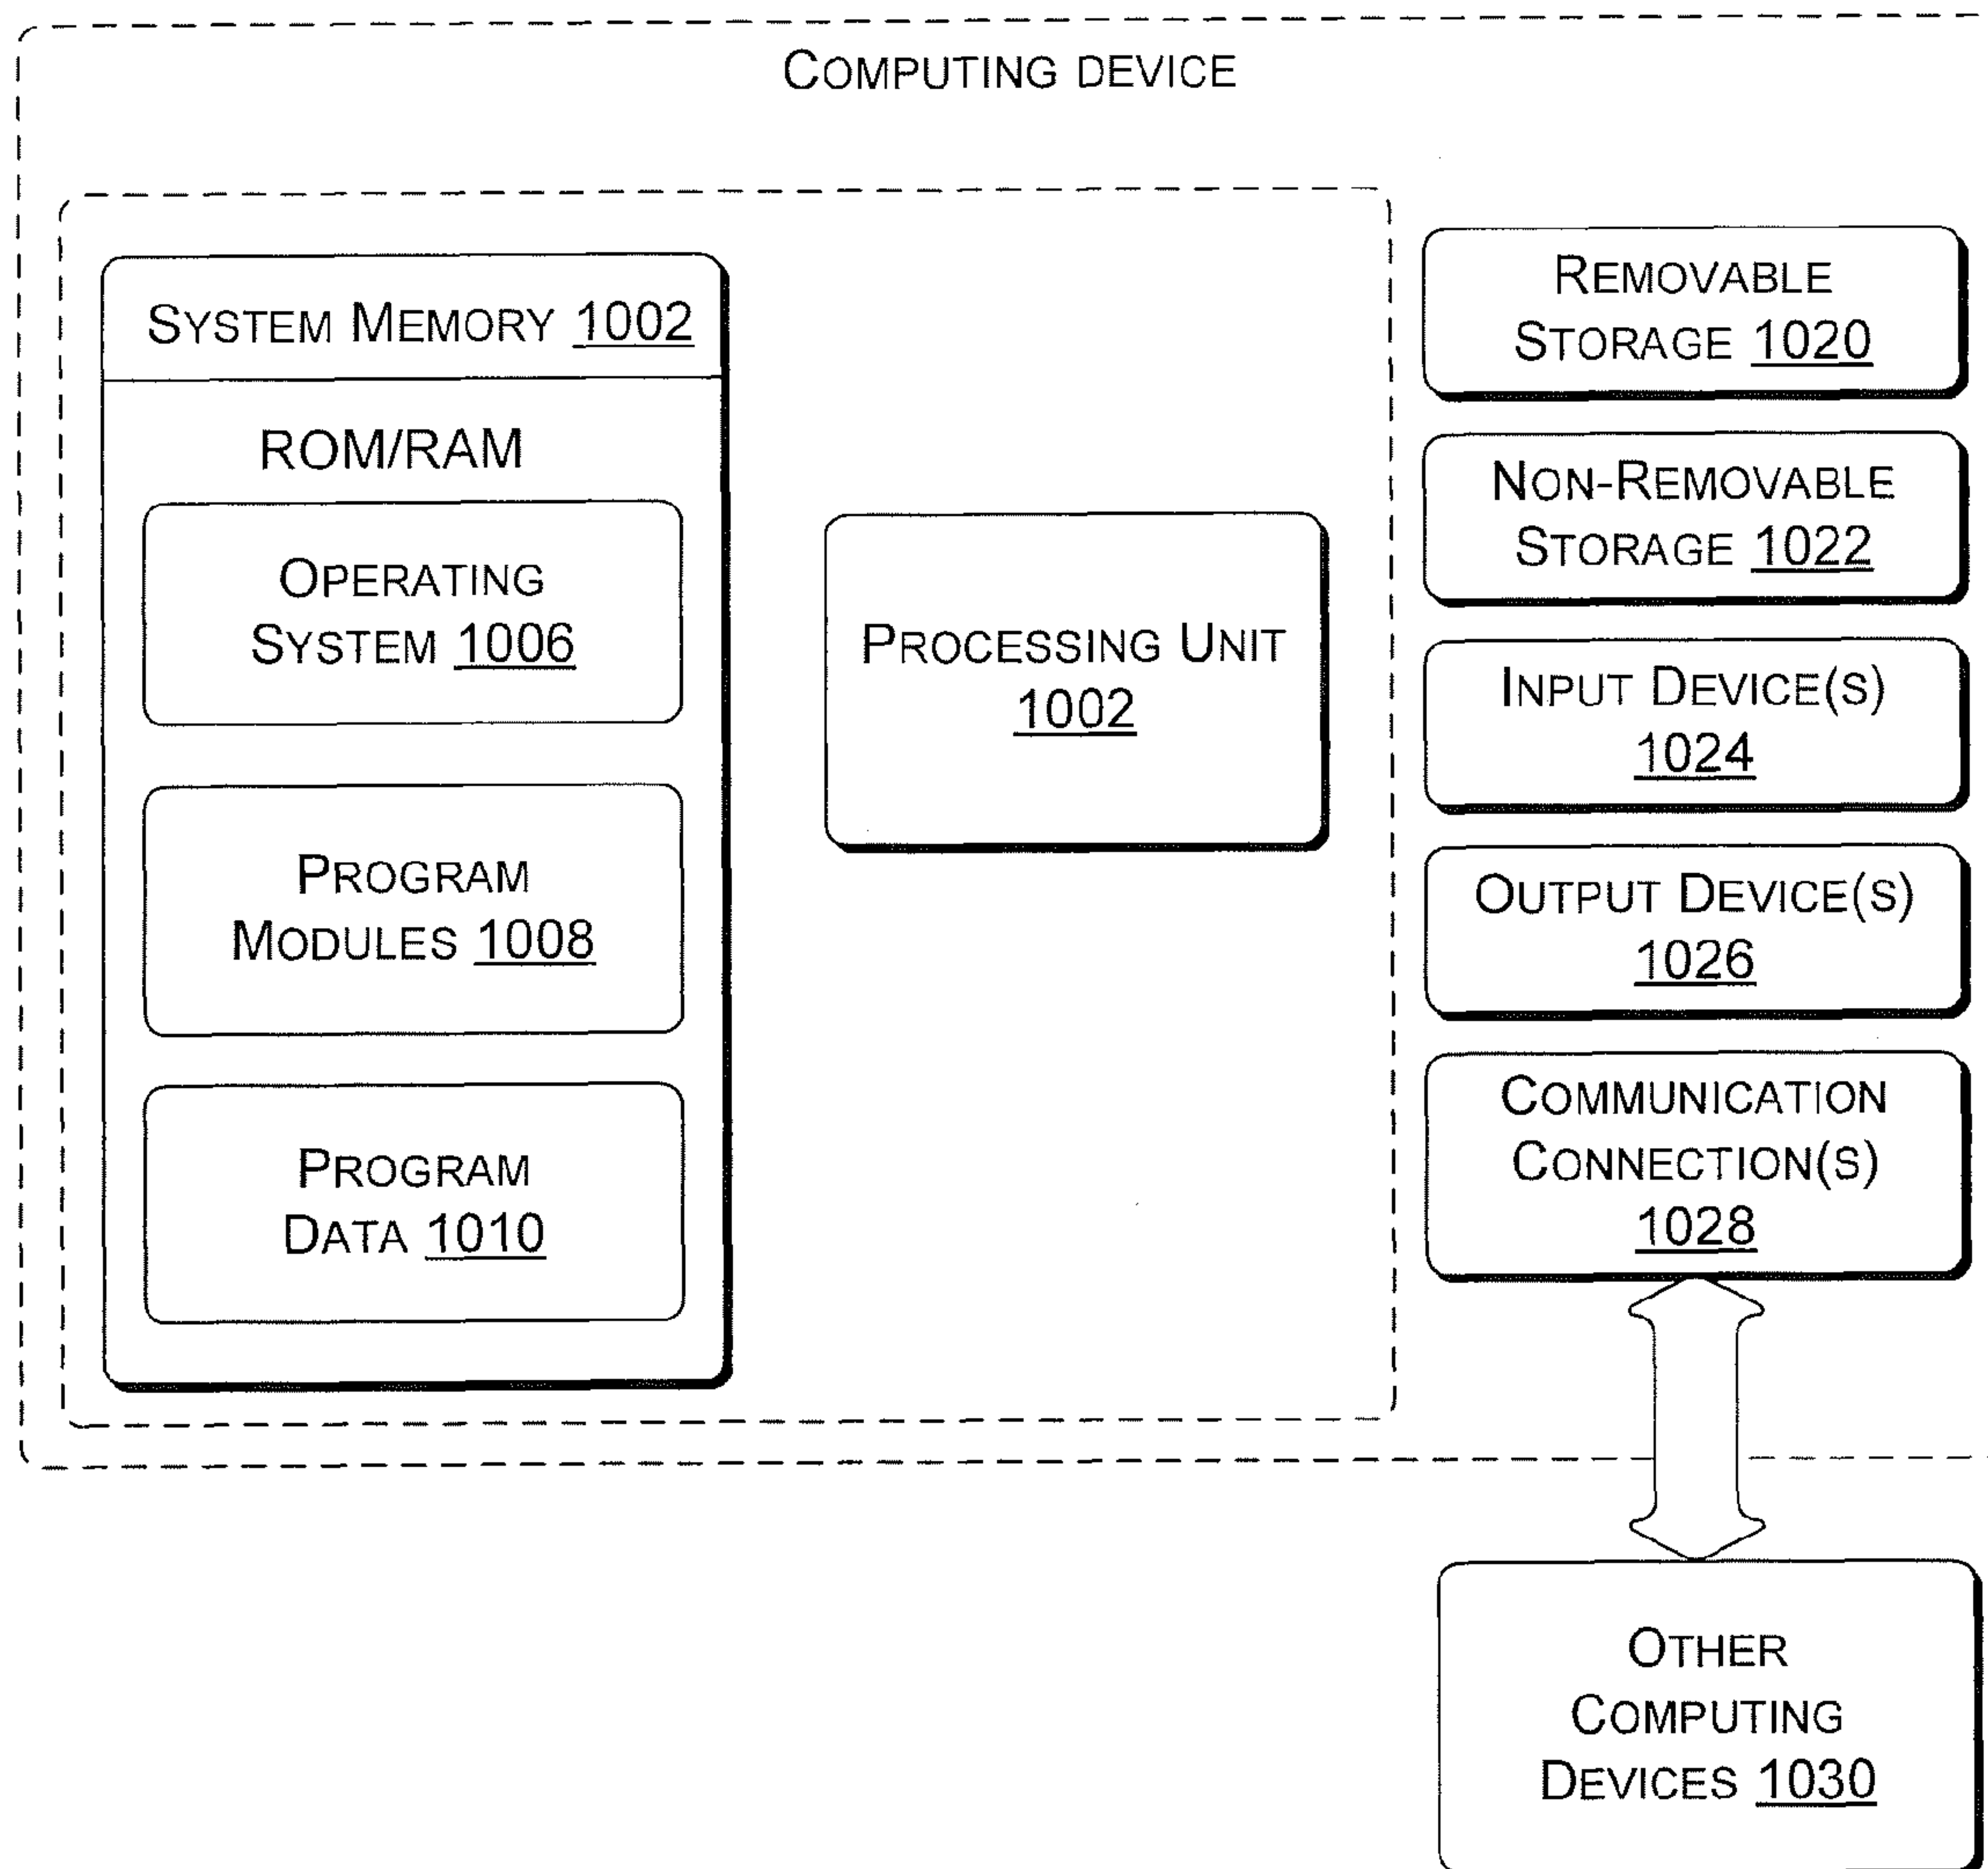 COMPUTING DEVICE
SYSTEM MEMORY 1002
ROM/RAM
OPERATING
SYSTEM 1006
PROGRAM
MODULES 1008
PROGRAM
DATA 1010
PROCESSING UNIT
1002
REMOVABLE
STORAGE 1020
NON-REMOVABLE
STORAGE 1022
INPUT DEVICE(S)
1024
OUTPUT DEVICE(S)
1026
COMMUNICATION
CONNECTION(S)
1028
OTHER
COMPUTING
DEVICES 1030